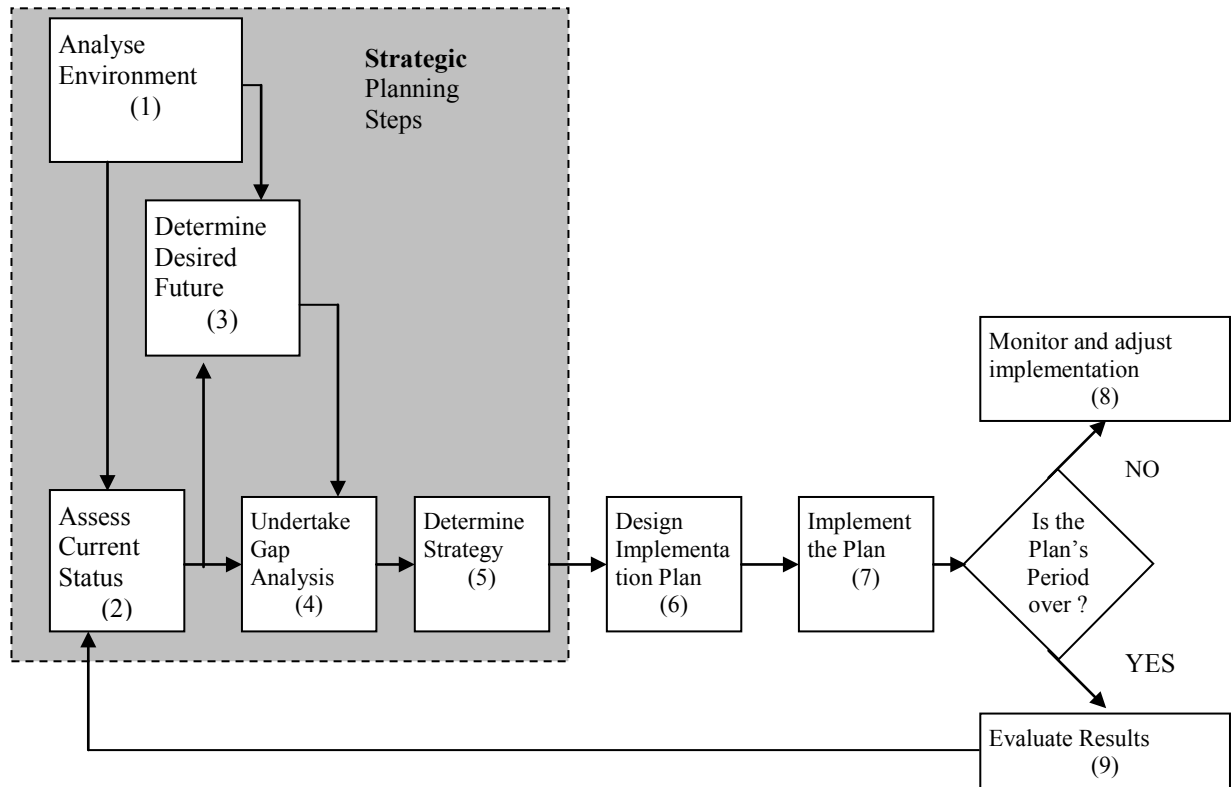 Analyse
Environment
(1)
Strategic
Planning
Steps
Determine
Desired
Future
(3)
Assess
Current
Status
(2)
Undertake
Gap
Analysis
(4)
Determine
Strategy
(5)
Design
Implementa
tion Plan
(6)
Implement
the Plan
(7)
Is the
Plan’s
Period
over ?
NO
Monitor and adjust
implementation
(8)
YES
Evaluate Results
(9)